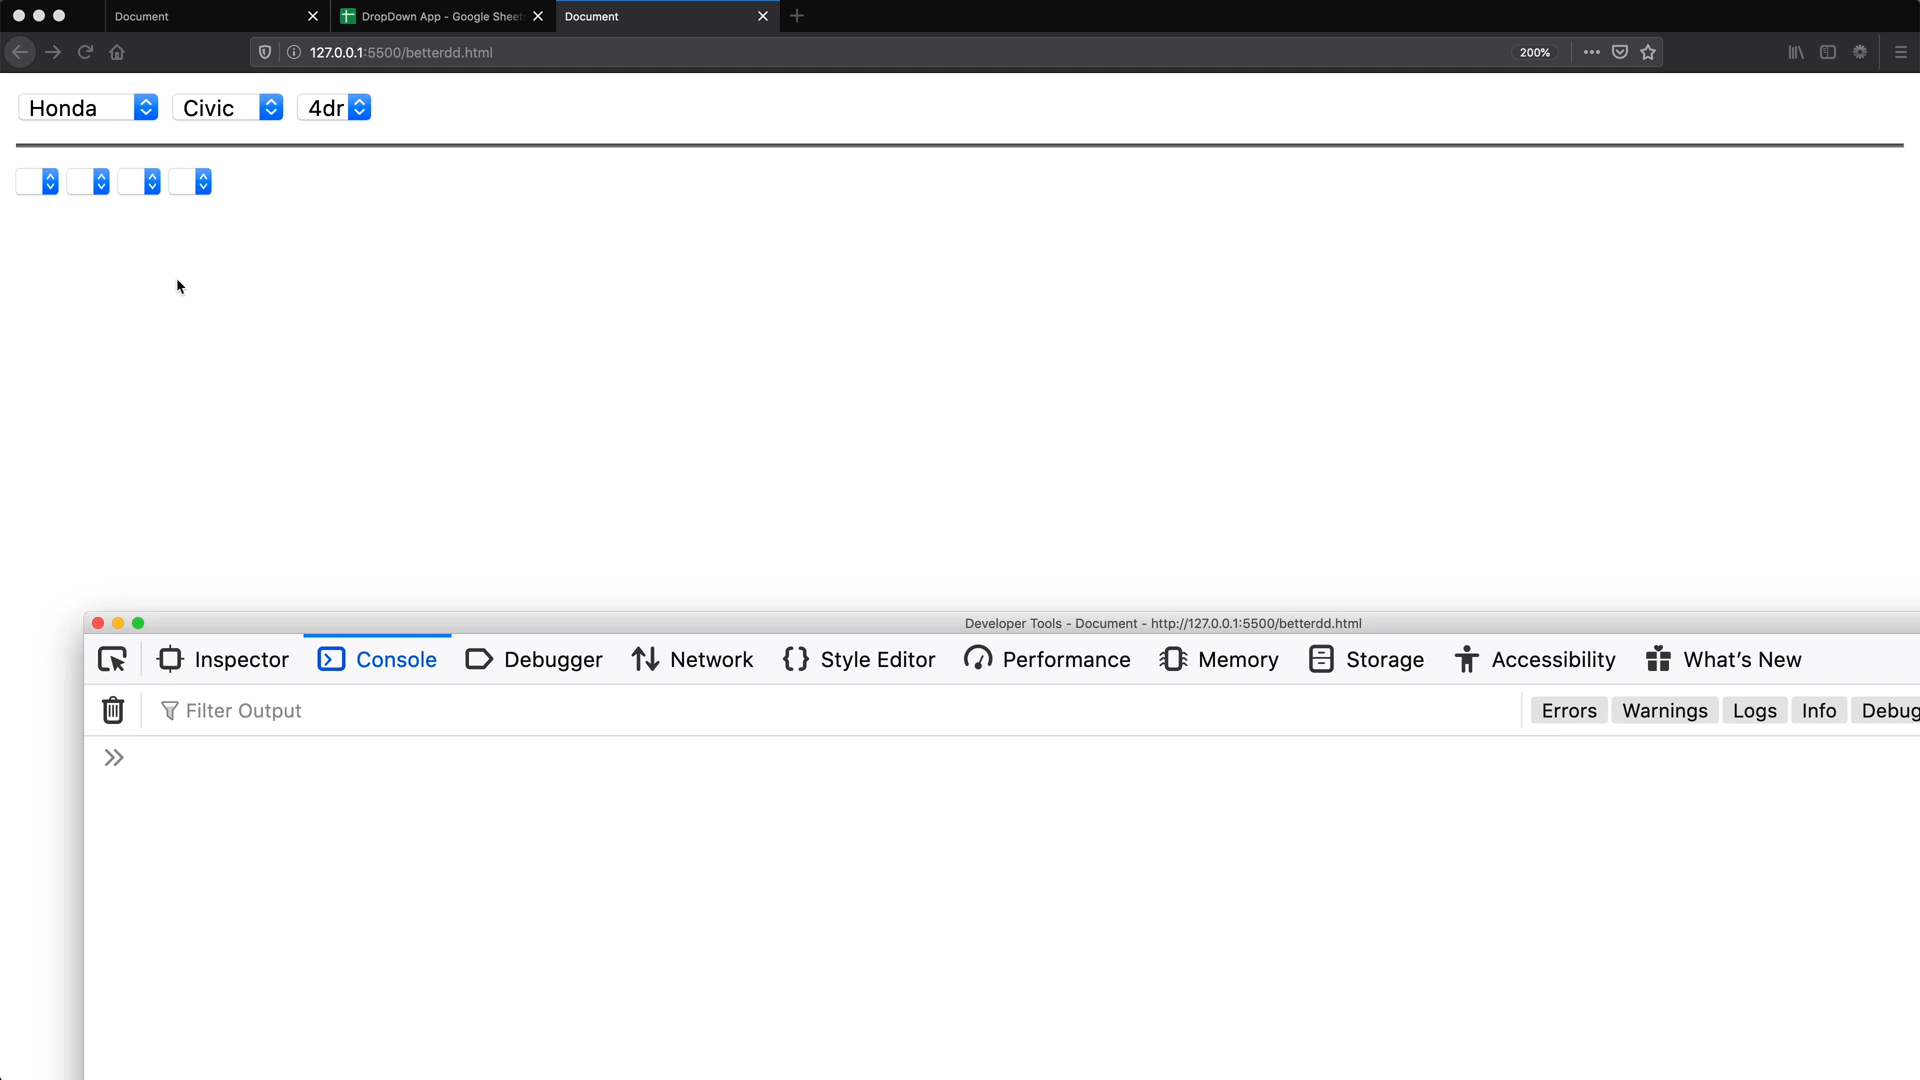 Document
DropDown App - Google Sheets
Document
127.0.0.1:5500/betterdd.html
200%
Honda
Civic
4dr
Developer Tools - Document - http://127.0.0.1:5500/betterdd.html
Inspector
Console
Debugger
Network
Style Editor
Performance
Memory
Storage
Accessibility
What's New
Filter Output
Errors
Warnings
Logs
Info
Debug